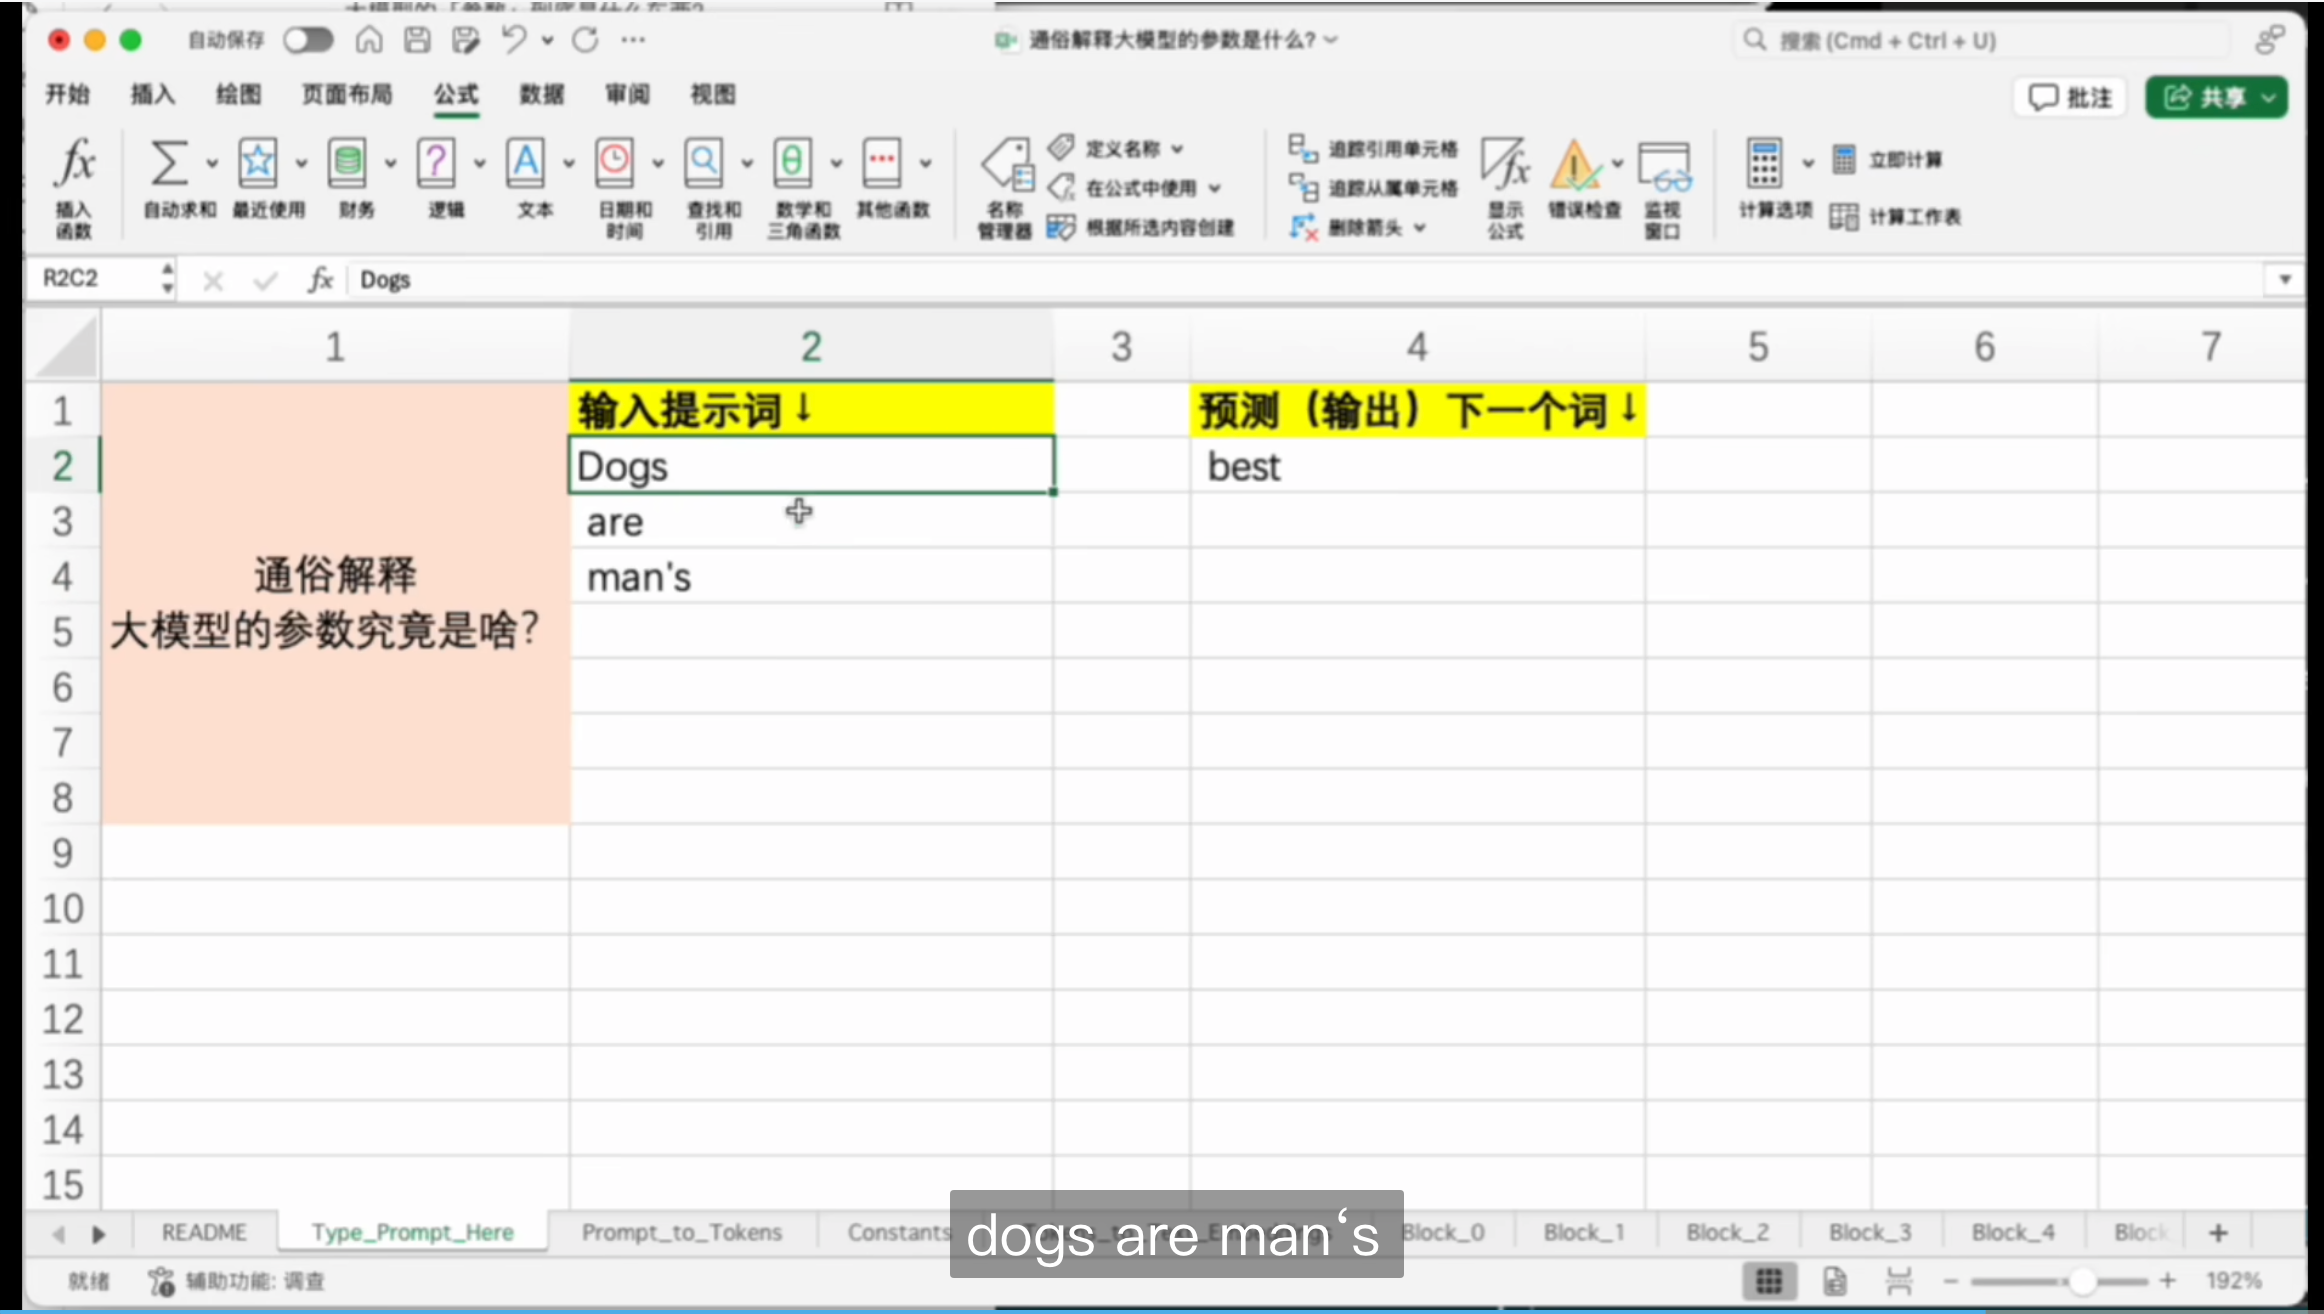 自动保存
通俗解释大模型的参数是什么?
搜索 (Cmd + Ctrl + U)
开始 插入 绘图 页面布局 公式 数据 审阅 视图
批注 共享
插入函数
自动求和 最近使用 财务 逻辑 文本 日期和时间 查找和引用 数学和三角函数 其他函数
名称管理器
定义名称
在公式中使用
根据所选内容创建
追踪引用单元格
追踪从属单元格
删除箭头
显示公式 错误检查 监视窗口
计算选项
立即计算
计算工作表
R2C2 fx Dogs
1 2 3 4 5 6 7
1 输入提示词↓ 预测（输出）下一个词↓
2 Dogs best
3 are
4 man's
通俗解释
大模型的参数究竟是啥?
5
6
7
8
9
10
11
12
13
14
15
README Type_Prompt_Here Prompt_to_Tokens Constants Block_0 Block_1 Block_2 Block_3 Block_4 Block
dogs are man‘s
就绪 辅助功能: 调查 192%